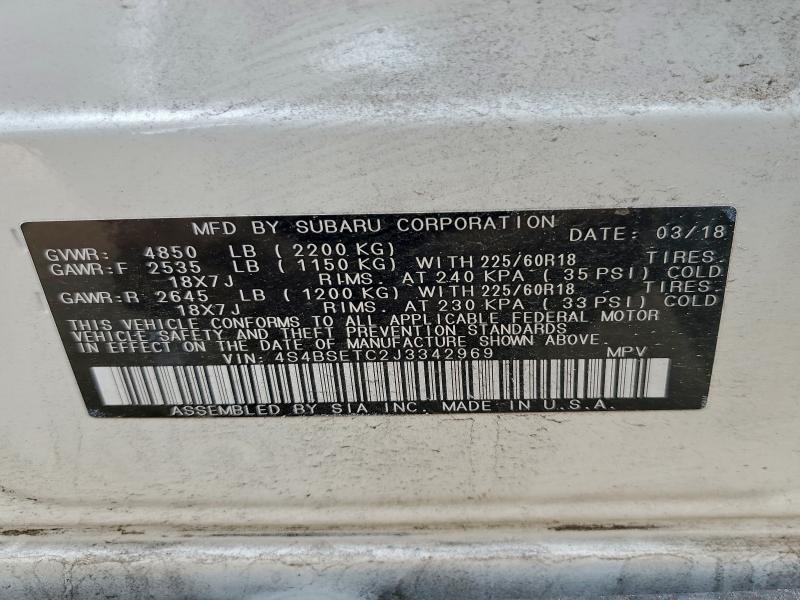 MFD BY SUBARU CORPORATION DATE: 03/18
GVWR: 4850 LB ( 2200 KG)
GAWR:F 2535 LB ( 1150 KG) WITH 225/60R18 TIRES.
18X7J RIMS. AT 240 KPA ( 35 PSI) COLD
GAWR:R 2645 LB ( 1200 KG) WITH 225/60R18 TIRES.
18X7J RIMS. AT 230 KPA ( 33 PSI) COLD
THIS VEHICLE CONFORMS TO ALL APPLICABLE FEDERAL MOTOR
VEHICLE SAFETY AND THEFT PREVENTION STANDARDS
IN EFFECT ON THE DATE OF MANUFACTURE SHOWN ABOVE.
VIN: 4S4BSETC2J3342969 MPV
ASSEMBLED BY SIA INC. MADE IN U.S.A.